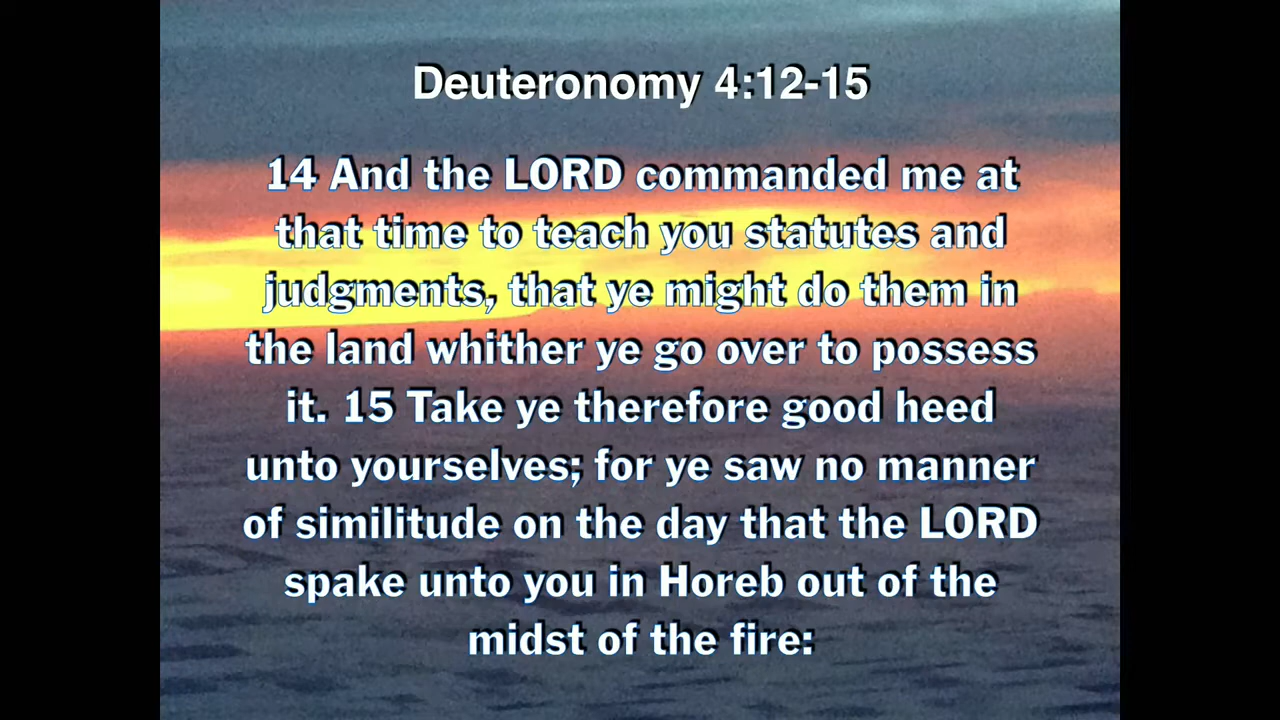 Deuteronomy 4:12-15
14 And the LORD commanded me at
that time to teach you statutes and
judgments, that ye might do them in
the land whither ye go over to possess
it. 15 Take ye therefore good heed
unto yourselves; for ye saw no manner
of similitude on the day that the LORD
spake unto you in Horeb out of the
midst of the fire: